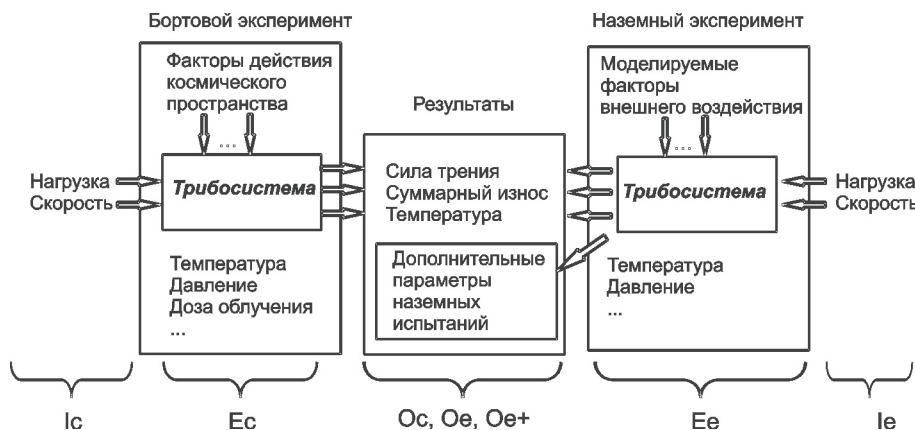 Бортовой эксперимент
Наземный эксперимент
Факторы действия
космического
пространства
...
Трибосистема
Нагрузка
Скорость
Температура
Давление
Доза облучения
...
Результаты
Сила трения
Суммарный износ
Температура
Дополнительные
параметры
наземных
испытаний
Моделируемые
факторы
внешнего воздействия
...
Трибосистема
Нагрузка
Скорость
Температура
Давление
...
Ic
Ec
Oc, Oe, Oe+
Ee
Ie